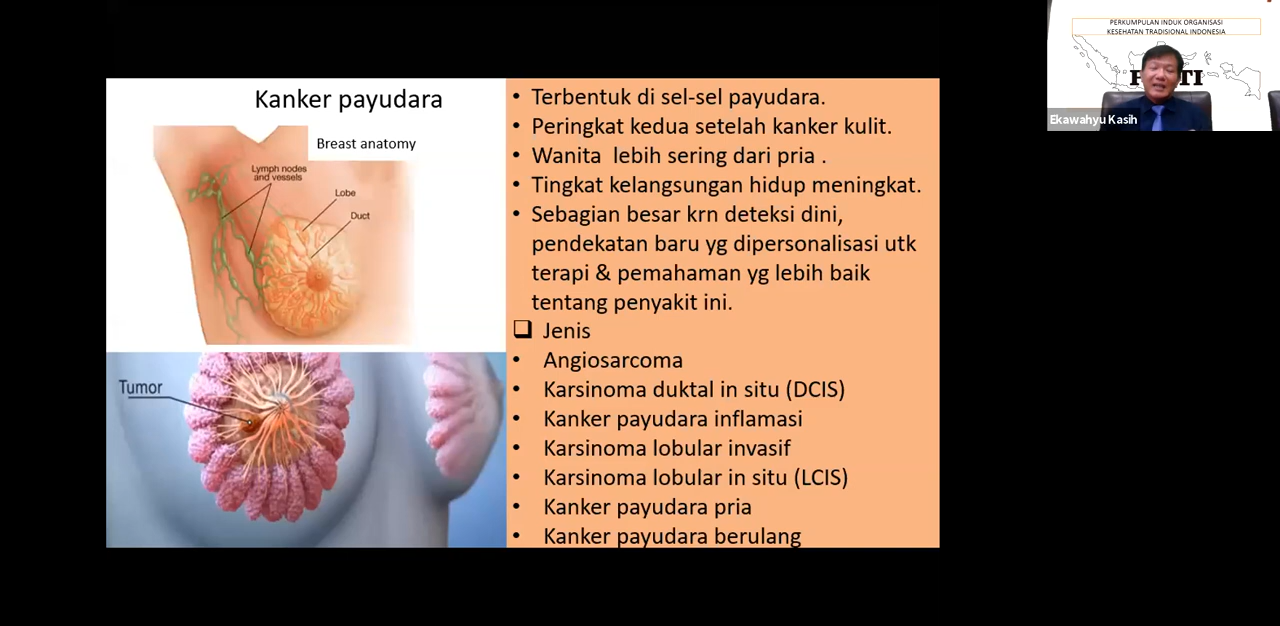 PERKUMPULAN INDUK ORGANISASI
KESEHATAN TRADISIONAL INDONESIA
Ekawahyu Kasih
Kanker payudara
Breast anatomy
Lymph nodes
and vessels
Lobe
Duct
Tumor
• Terbentuk di sel-sel payudara.
• Peringkat kedua setelah kanker kulit.
• Wanita lebih sering dari pria .
• Tingkat kelangsungan hidup meningkat.
• Sebagian besar krn deteksi dini,
pendekatan baru yg dipersonalisasi utk
terapi & pemahaman yg lebih baik
tentang penyakit ini.
❑ Jenis
• Angiosarcoma
• Karsinoma duktal in situ (DCIS)
• Kanker payudara inflamasi
• Karsinoma lobular invasif
• Karsinoma lobular in situ (LCIS)
• Kanker payudara pria
• Kanker payudara berulang